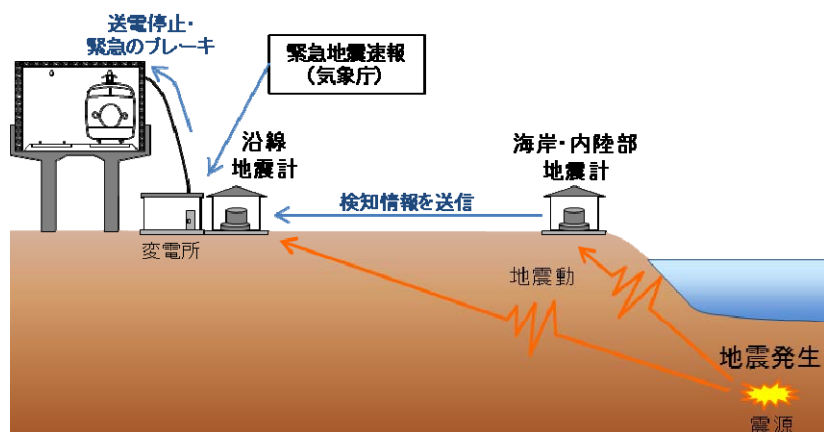 送電停止・
緊急のブレーキ
緊急地震速報
（気象庁）
沿線
地震計
海岸・内陸部
地震計
検知情報を送信
変電所
地震動
地震発生
震源